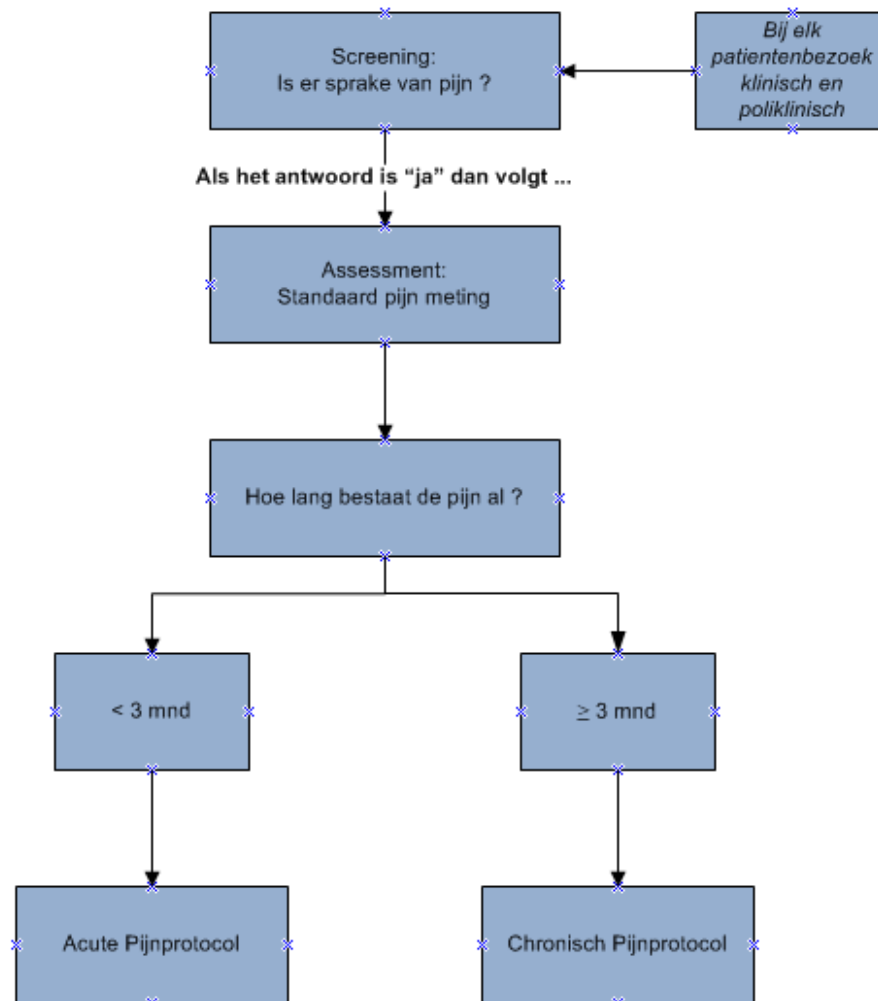 Screening:
Is er sprake van pijn ?
Bij elk
patientenbezoek
klinisch en
poliklinisch
Als het antwoord is “ja” dan volgt ...
Assessment:
Standaard pijn meting
Hoe lang bestaat de pijn al ?
< 3 mnd
≥ 3 mnd
Acute Pijnprotocol
Chronisch Pijnprotocol